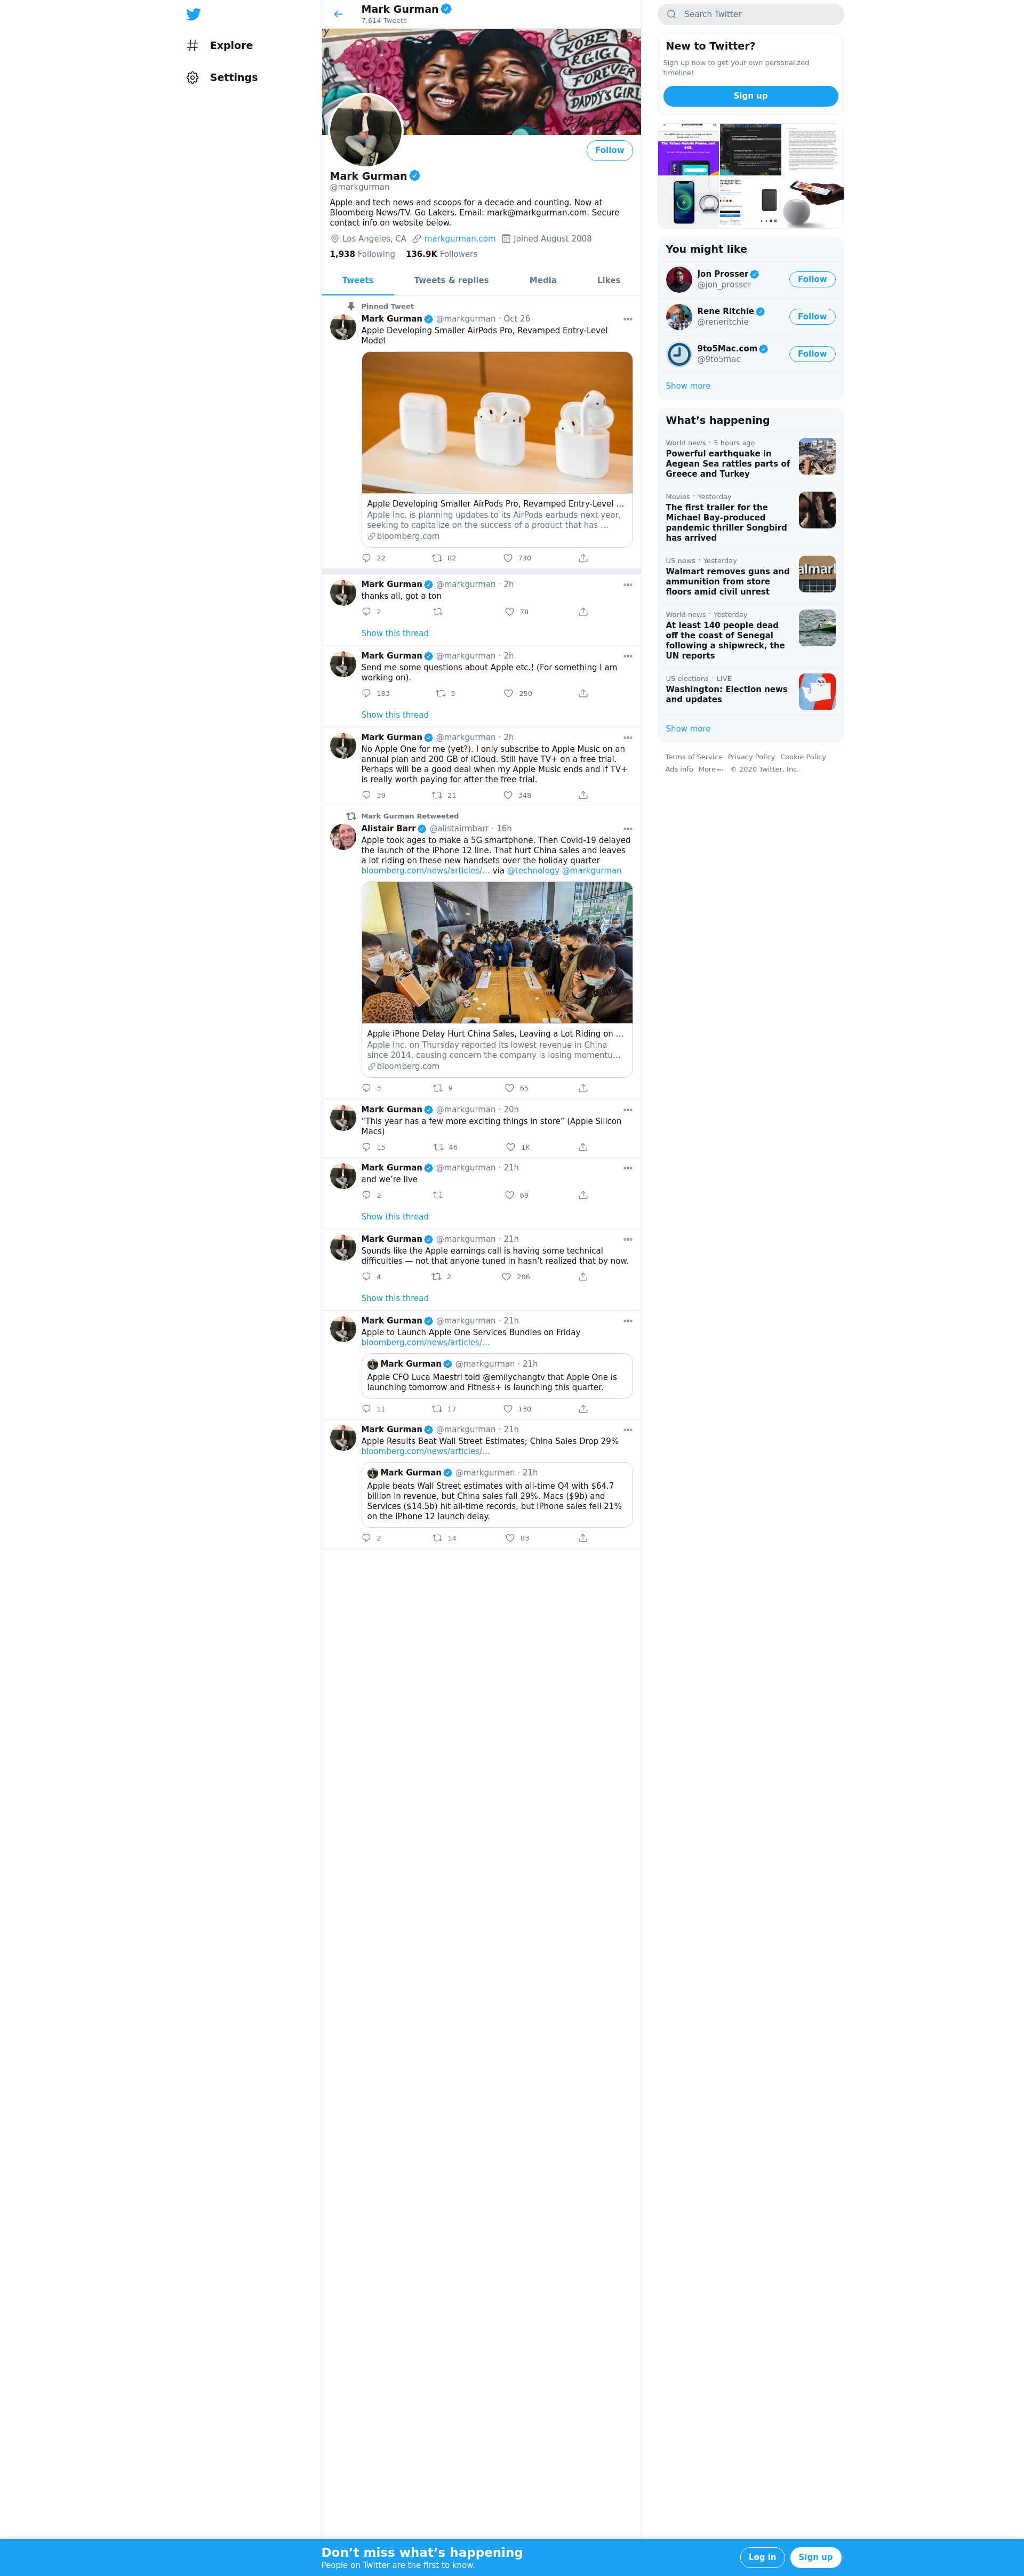 Explore
Settings
Mark Gurman
7,614 Tweets
KOBE
& GIGI
FOREVER
DADDY'S GIRL
Follow
Mark Gurman
@markgurman
Apple and tech news and scoops for a decade and counting. Now at
Bloomberg News/TV. Go Lakers. Email: mark@markgurman.com. Secure
contact info on website below.
Los Angeles, CA markgurman.com Joined August 2008
1,938 Following 136.9K Followers
Tweets Tweets & replies Media Likes
Pinned Tweet
Mark Gurman @markgurman · Oct 26
Apple Developing Smaller AirPods Pro, Revamped Entry-Level
Model
Apple Developing Smaller AirPods Pro, Revamped Entry-Level ...
Apple Inc. is planning updates to its AirPods earbuds next year,
seeking to capitalize on the success of a product that has ...
bloomberg.com
22 82 730
Mark Gurman @markgurman · 2h
thanks all, got a ton
2 78
Show this thread
Mark Gurman @markgurman · 2h
Send me some questions about Apple etc.! (For something I am
working on).
183 5 250
Show this thread
Mark Gurman @markgurman · 2h
No Apple One for me (yet?). I only subscribe to Apple Music on an
annual plan and 200 GB of iCloud. Still have TV+ on a free trial.
Perhaps will be a good deal when my Apple Music ends and if TV+
is really worth paying for after the free trial.
39 21 348
Mark Gurman Retweeted
Alistair Barr @alistairmbarr · 16h
Apple took ages to make a 5G smartphone. Then Covid-19 delayed
the launch of the iPhone 12 line. That hurt China sales and leaves
a lot riding on these new handsets over the holiday quarter
bloomberg.com/news/articles/... via @technology @markgurman
Apple iPhone Delay Hurt China Sales, Leaving a Lot Riding on ...
Apple Inc. on Thursday reported its lowest revenue in China
since 2014, causing concern the company is losing momentu...
bloomberg.com
3 9 65
Mark Gurman @markgurman · 20h
“This year has a few more exciting things in store” (Apple Silicon
Macs)
15 46 1K
Mark Gurman @markgurman · 21h
and we’re live
2 69
Show this thread
Mark Gurman @markgurman · 21h
Sounds like the Apple earnings call is having some technical
difficulties — not that anyone tuned in hasn’t realized that by now.
4 2 206
Show this thread
Mark Gurman @markgurman · 21h
Apple to Launch Apple One Services Bundles on Friday
bloomberg.com/news/articles/...
Mark Gurman @markgurman · 21h
Apple CFO Luca Maestri told @emilychangtv that Apple One is
launching tomorrow and Fitness+ is launching this quarter.
11 17 130
Mark Gurman @markgurman · 21h
Apple Results Beat Wall Street Estimates; China Sales Drop 29%
bloomberg.com/news/articles/...
Mark Gurman @markgurman · 21h
Apple beats Wall Street estimates with all-time Q4 with $64.7
billion in revenue, but China sales fall 29%. Macs ($9b) and
Services ($14.5b) hit all-time records, but iPhone sales fell 21%
on the iPhone 12 launch delay.
2 14 83
Search Twitter
New to Twitter?
Sign up now to get your own personalized
timeline!
Sign up
You might like
Jon Prosser
@jon_prosser
Follow
Rene Ritchie
@reneritchie
Follow
9to5Mac.com
@9to5mac
Follow
Show more
What’s happening
World news · 5 hours ago
Powerful earthquake in
Aegean Sea rattles parts of
Greece and Turkey
Movies · Yesterday
The first trailer for the
Michael Bay-produced
pandemic thriller Songbird
has arrived
US news · Yesterday
Walmart removes guns and
ammunition from store
floors amid civil unrest
almar
World news · Yesterday
At least 140 people dead
off the coast of Senegal
following a shipwreck, the
UN reports
US elections · LIVE
Washington: Election news
and updates
Show more
Terms of Service Privacy Policy Cookie Policy
Ads info More © 2020 Twitter, Inc.
Don’t miss what’s happening
People on Twitter are the first to know.
Log in Sign up